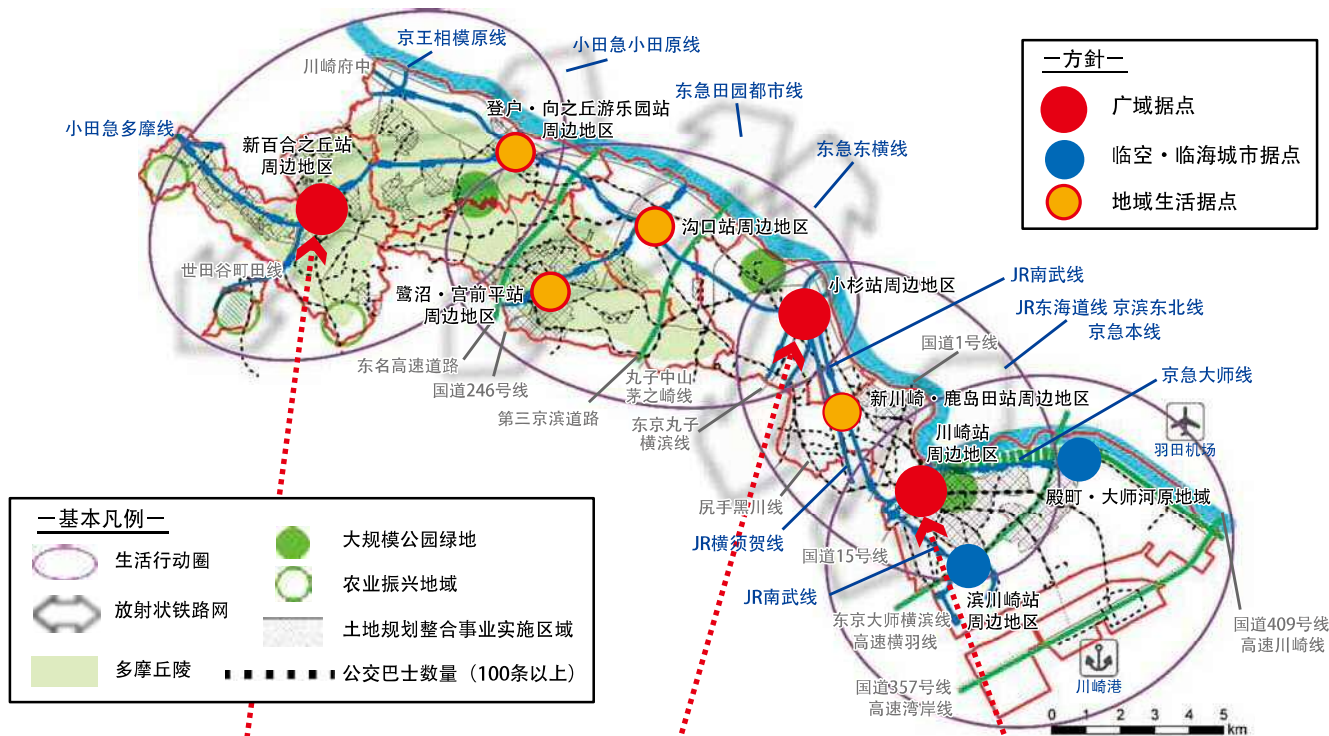 京王相模原线
小田急小田原线
川崎府中
东急田园都市线
小田急多摩线
登户・向之丘游乐园站
周边地区
新百合之丘站
周边地区
东急东横线
沟口站周边地区
世田谷町田线
鹭沼・宫前平站
周边地区
小杉站周边地区
JR南武线
JR东海道线 京滨东北线
京急本线
国道1号线
东名高速道路
国道246号线
第三京滨道路
丸子中山
茅之崎线
东京丸子
横滨线
新川崎・鹿岛田站周边地区
京急大师线
川崎站
周边地区
羽田机场
殿町・大师河原地域
尻手黑川线
JR横须贺线
国道15号线
JR南武线
滨川崎站
周边地区
东京大师横滨线
高速横羽线
国道409号线
高速川崎线
国道357号线
高速湾岸线
川崎港
0 1 2 3 4 5
km
—方針—
广域据点
临空・临海城市据点
地域生活据点
—基本凡例—
生活行动圈
放射状铁路网
多摩丘陵
大规模公园绿地
农业振兴地域
土地规划整合事业实施区域
公交巴士数量（100条以上）